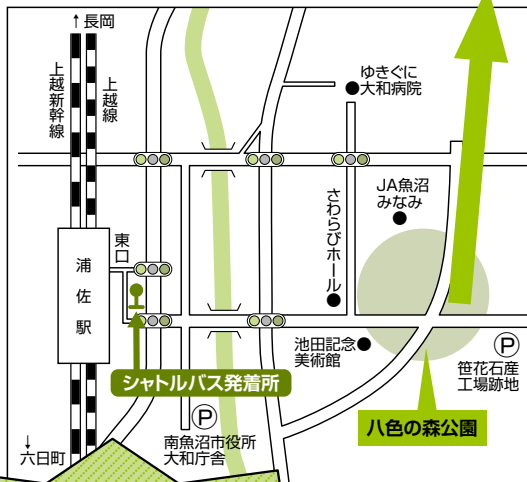 ↑長岡
上越新幹線
上越線
ゆきぐに
大和病院
JA魚沼
みなみ
さわらびホール
東口
浦佐駅
池田記念
美術館
P
笹花石産
工場跡地
シャトルバス発着所
八色の森公園
P
南魚沼市役所
大和庁舎
↓
六日町